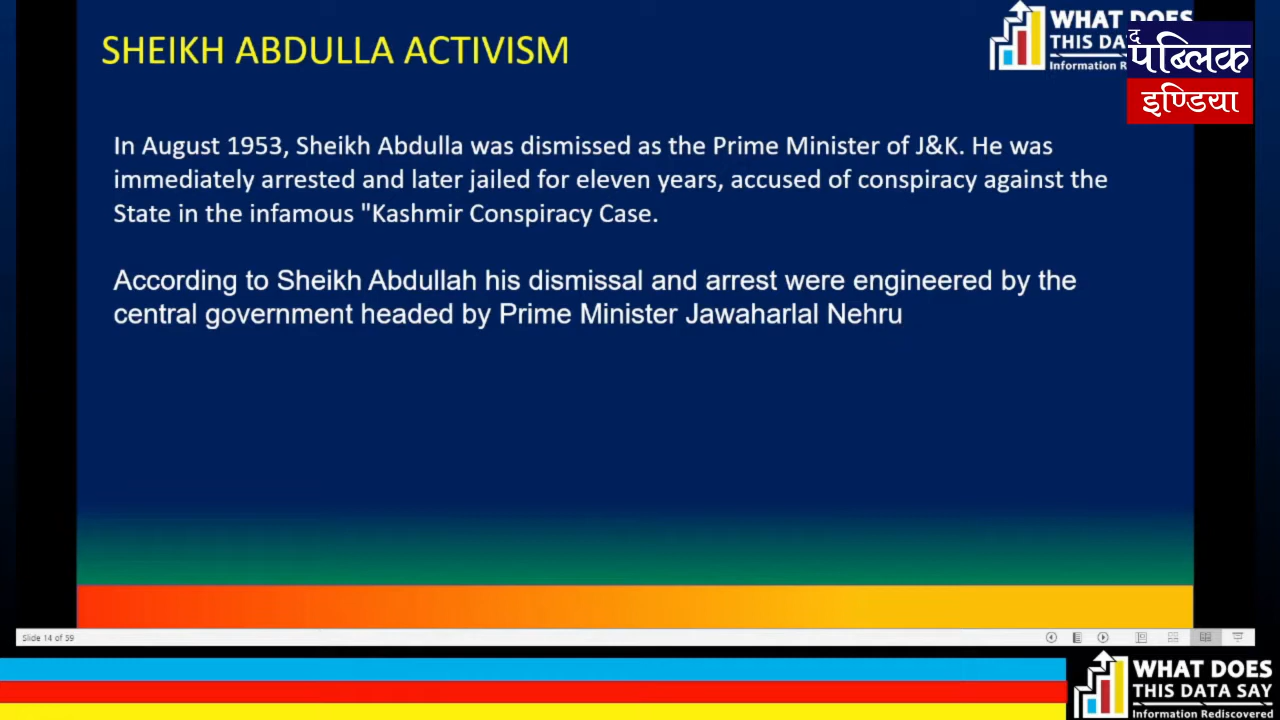 SHEIKH ABDULLA ACTIVISM
WHAT DOES
THIS DA
Information R
द
पब्लिक
इण्डिया
In August 1953, Sheikh Abdulla was dismissed as the Prime Minister of J&K. He was
immediately arrested and later jailed for eleven years, accused of conspiracy against the
State in the infamous "Kashmir Conspiracy Case.
According to Sheikh Abdullah his dismissal and arrest were engineered by the
central government headed by Prime Minister Jawaharlal Nehru
Slide 14 of 59
WHAT DOES
THIS DATA SAY
Information Rediscovered